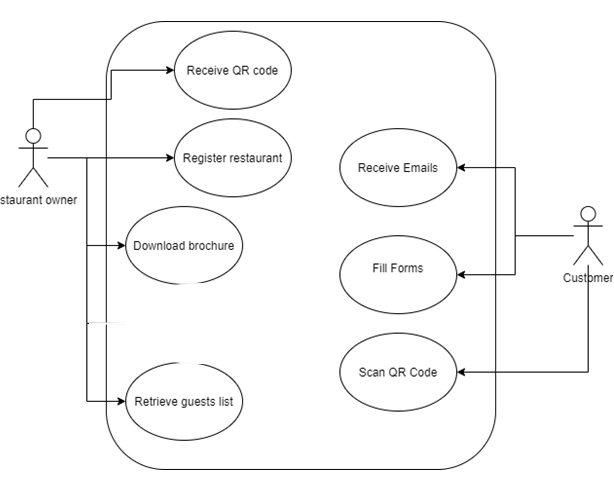 Receive QR code
Register restaurant
staurant owner
Receive Emails
Download brochure
Fill Forms
Customer
Scan QR Code
Retrieve guests list